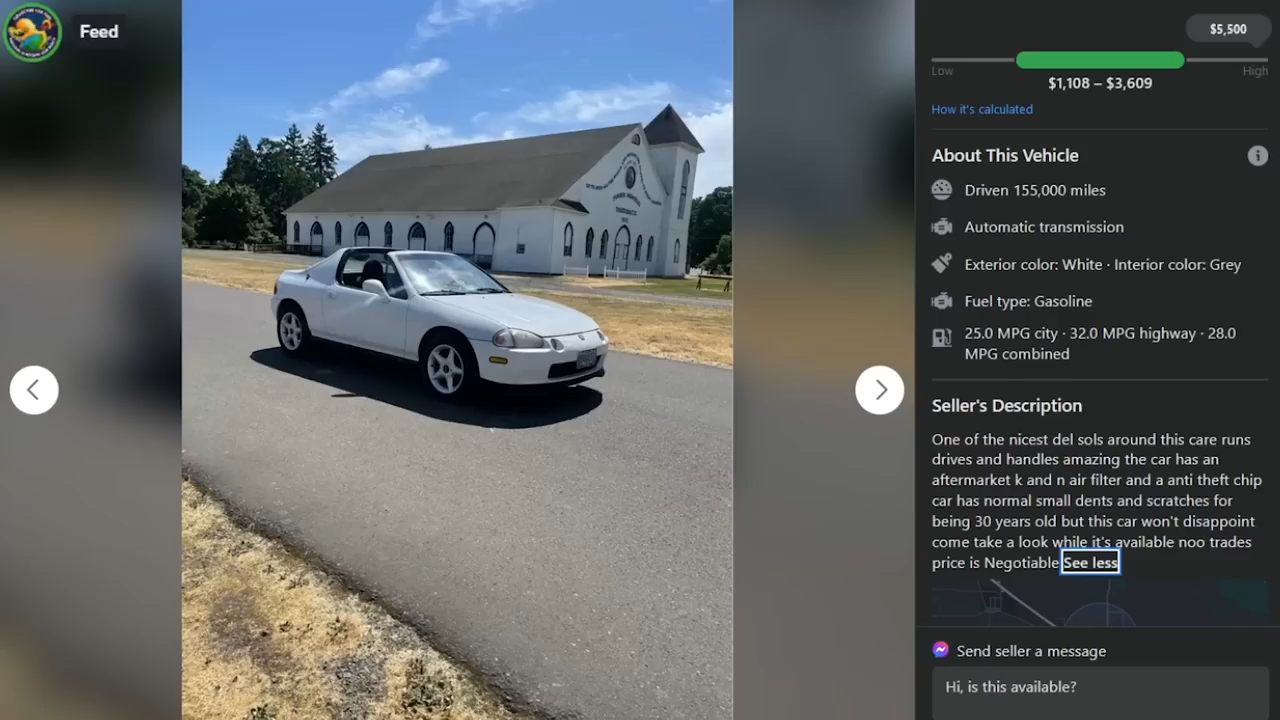 Feed
$5,500
Low
High
$1,108 – $3,609
How it's calculated
About This Vehicle
Driven 155,000 miles
Automatic transmission
Exterior color: White · Interior color: Grey
Fuel type: Gasoline
25.0 MPG city · 32.0 MPG highway · 28.0
MPG combined
Seller's Description
One of the nicest del sols around this care runs
drives and handles amazing the car has an
aftermarket k and n air filter and a anti theft chip
car has normal small dents and scratches for
being 30 years old but this car won't disappoint
come take a look while it's available noo trades
price is Negotiable See less
Send seller a message
Hi, is this available?